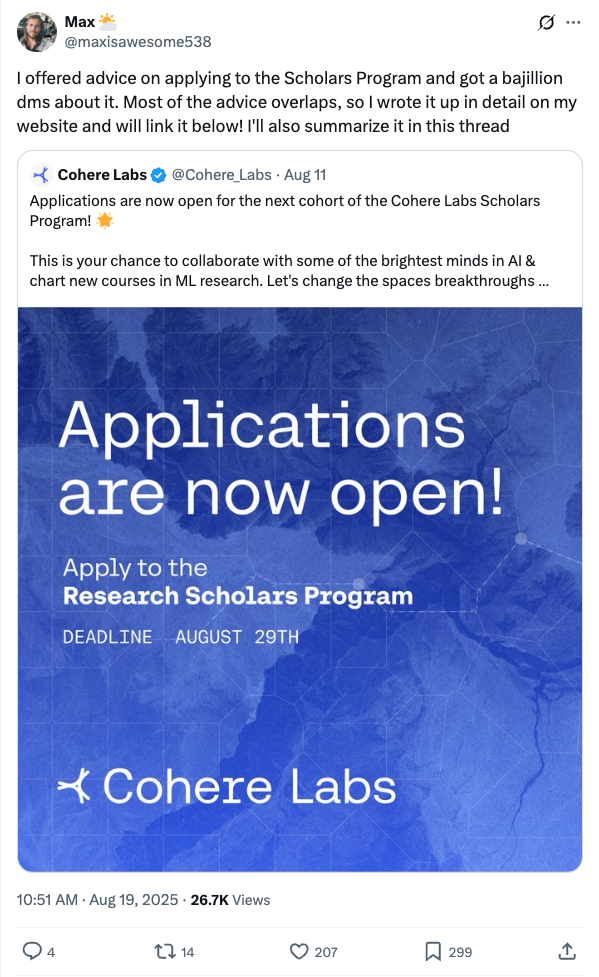 Max
@maxisawesome538
I offered advice on applying to the Scholars Program and got a bajillion
dms about it. Most of the advice overlaps, so I wrote it up in detail on my
website and will link it below! I'll also summarize it in this thread
Cohere Labs @Cohere_Labs · Aug 11
Applications are now open for the next cohort of the Cohere Labs Scholars
Program! 🌟
This is your chance to collaborate with some of the brightest minds in AI &
chart new courses in ML research. Let's change the spaces breakthroughs ...
Applications
are now open!
Apply to the
Research Scholars Program
DEADLINE AUGUST 29TH
Cohere Labs
10:51 AM · Aug 19, 2025 · 26.7K Views
4 14 207 299